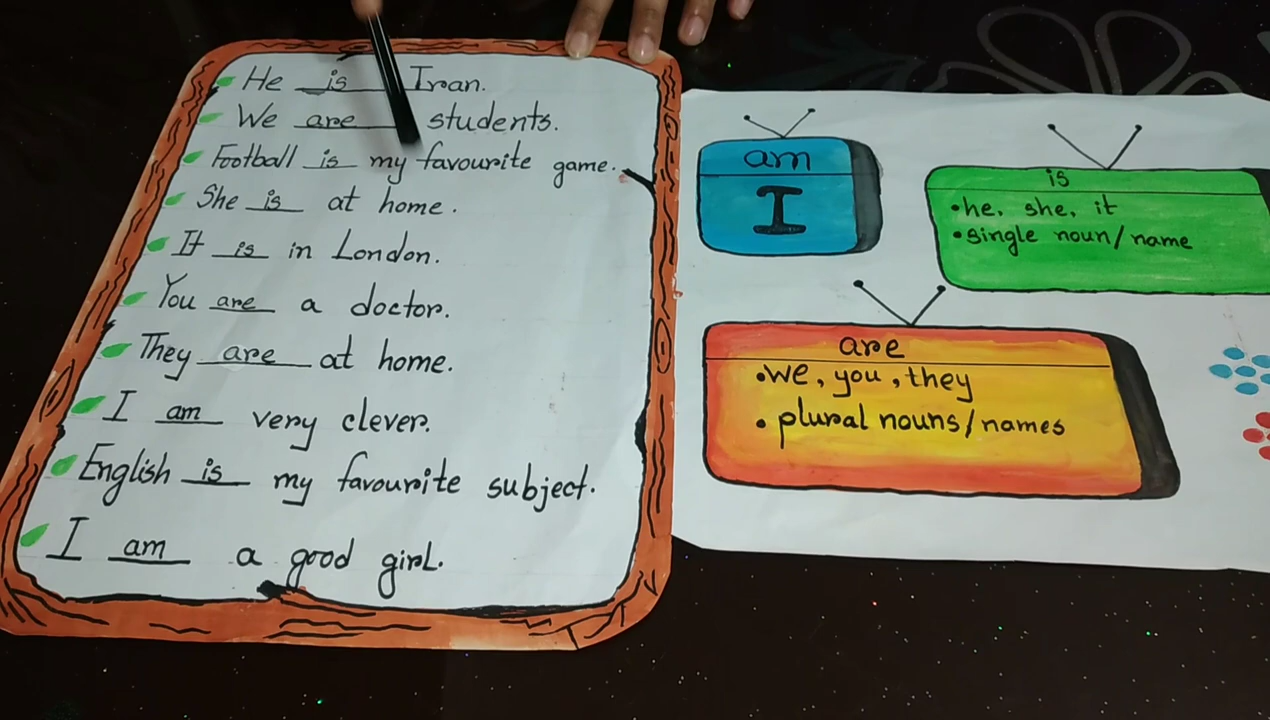 He is Iran.
We are students.
Football is my favourite game.
She is at home.
It is in London.
You are a doctor.
They are at home.
I am very clever.
English is my favourite subject.
I am a good girl.
am
I
is
•he, she, it
•single noun/name
are
•we, you, they
• plural nouns/names